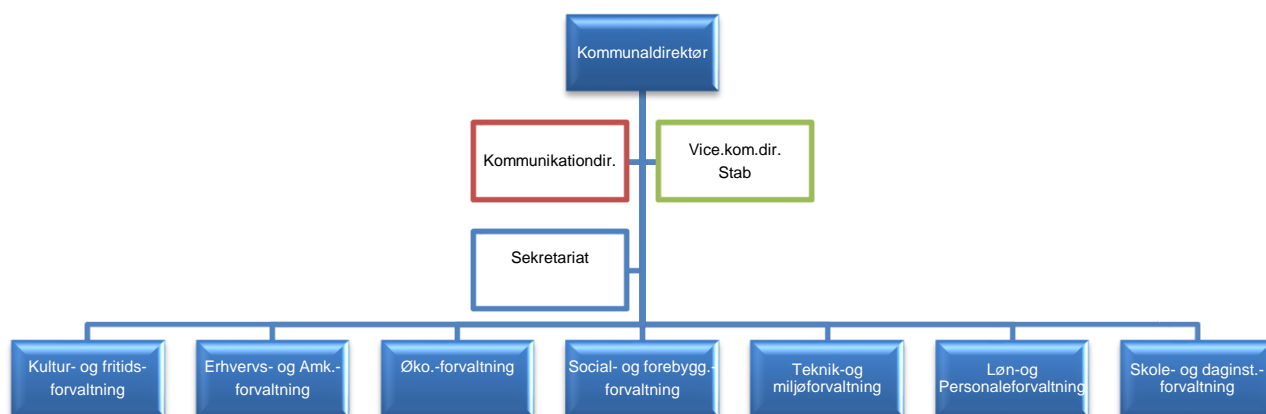 Kommunaldirektør
Kommunikationdir.
Vice.kom.dir.
Stab
Sekretariat
Kultur- og fritids-
forvaltning
Erhvervs- og Amk.-
forvaltning
Øko.-forvaltning
Social- og forebygg.-
forvaltning
Teknik-og
miljøforvaltning
Løn-og
Personaleforvaltning
Skole- og daginst.-
forvaltning